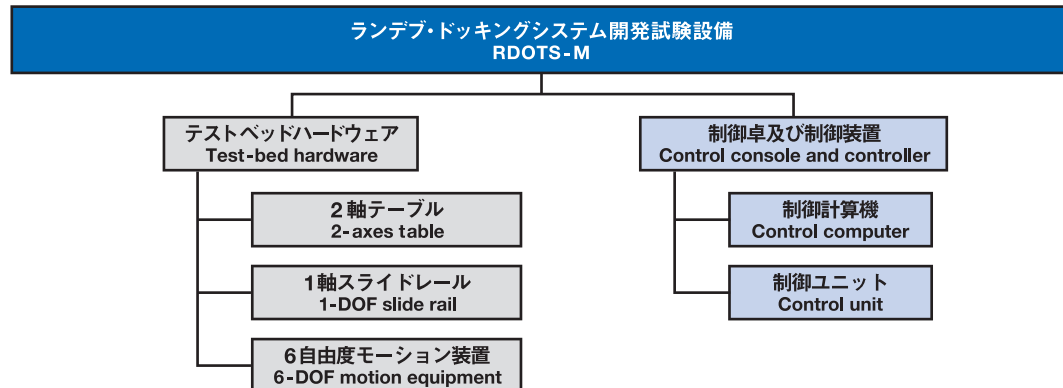 ランデブ・ドッキングシステム開発試験設備
RDOTS-M
テストベッドハードウェア
Test-bed hardware
2軸テーブル
2-axes table
1軸スライドレール
1-DOF slide rail
6自由度モーション装置
6-DOF motion equipment
制御卓及び制御装置
Control console and controller
制御計算機
Control computer
制御ユニット
Control unit